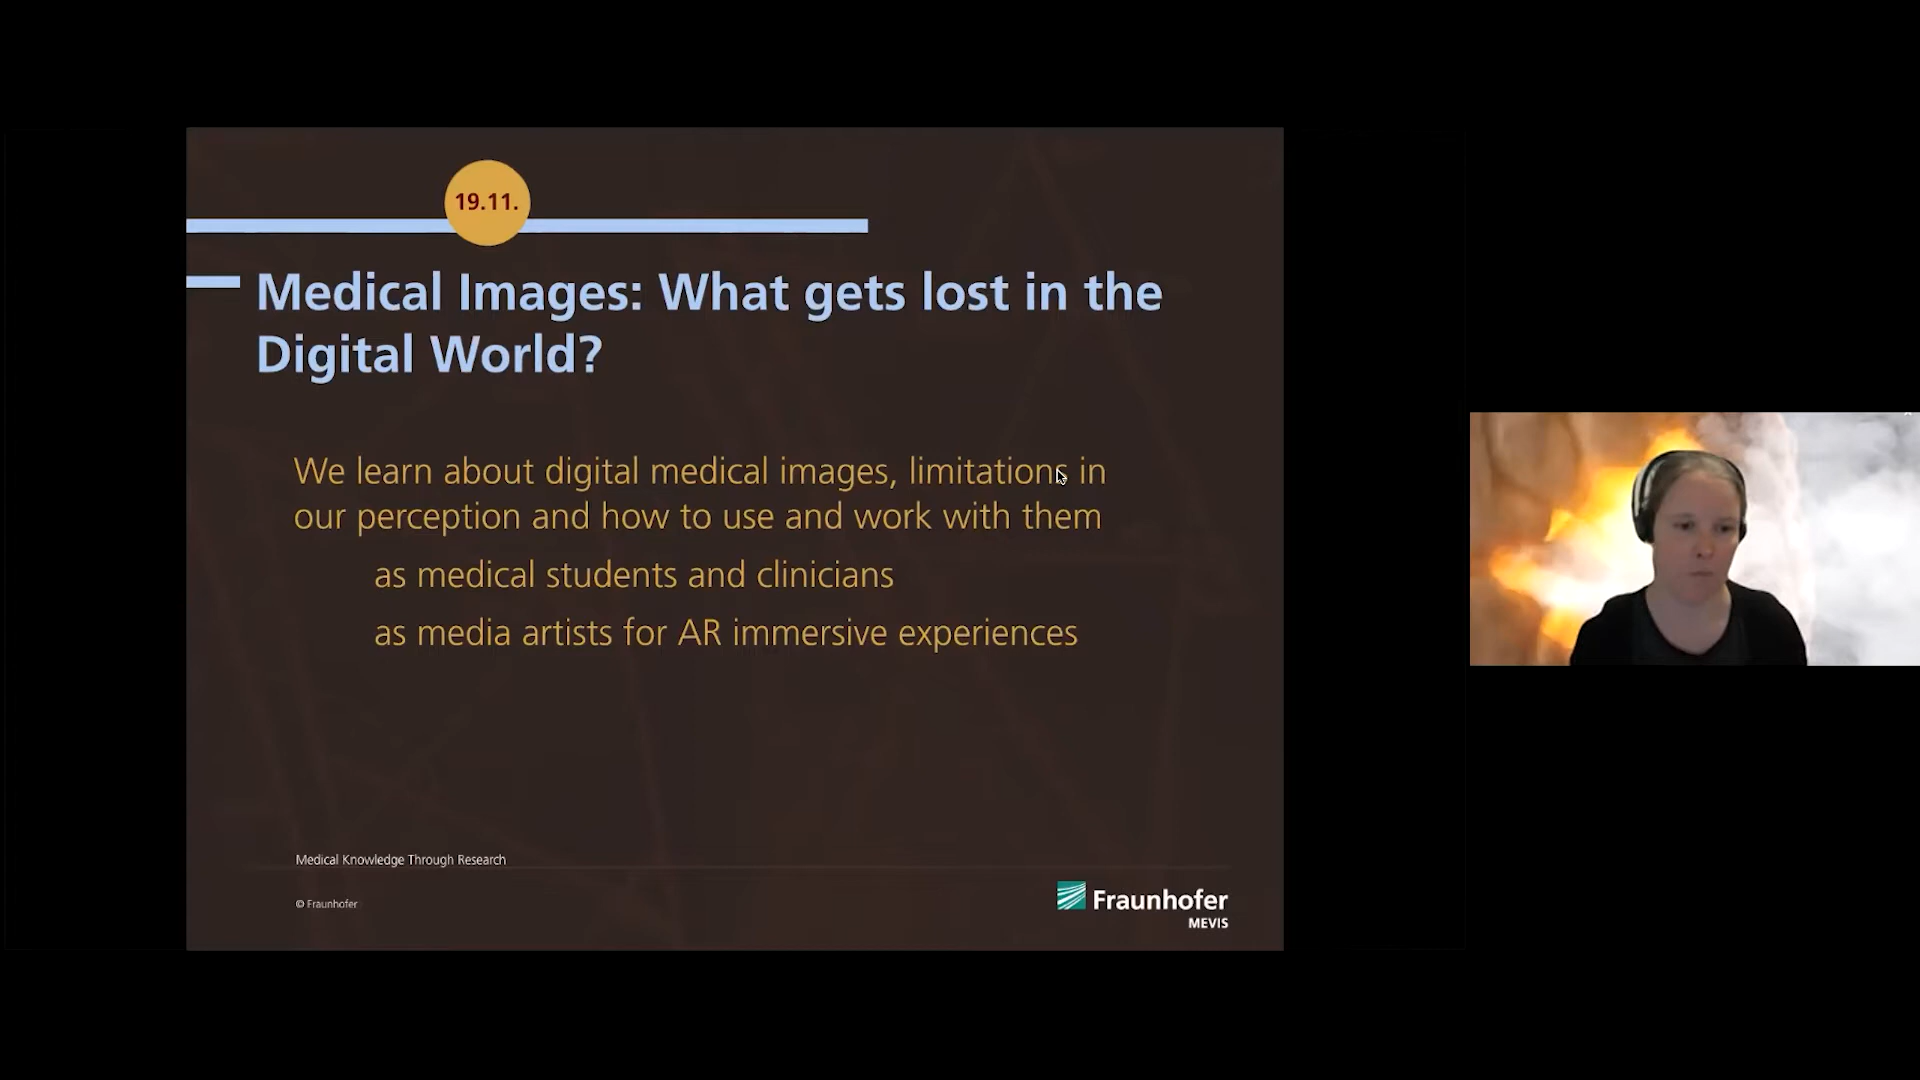 19.11.
Medical Images: What gets lost in the
Digital World?
We learn about digital medical images, limitations in
our perception and how to use and work with them
as medical students and clinicians
as media artists for AR immersive experiences
Medical Knowledge Through Research
© Fraunhofer
Fraunhofer
MEVIS